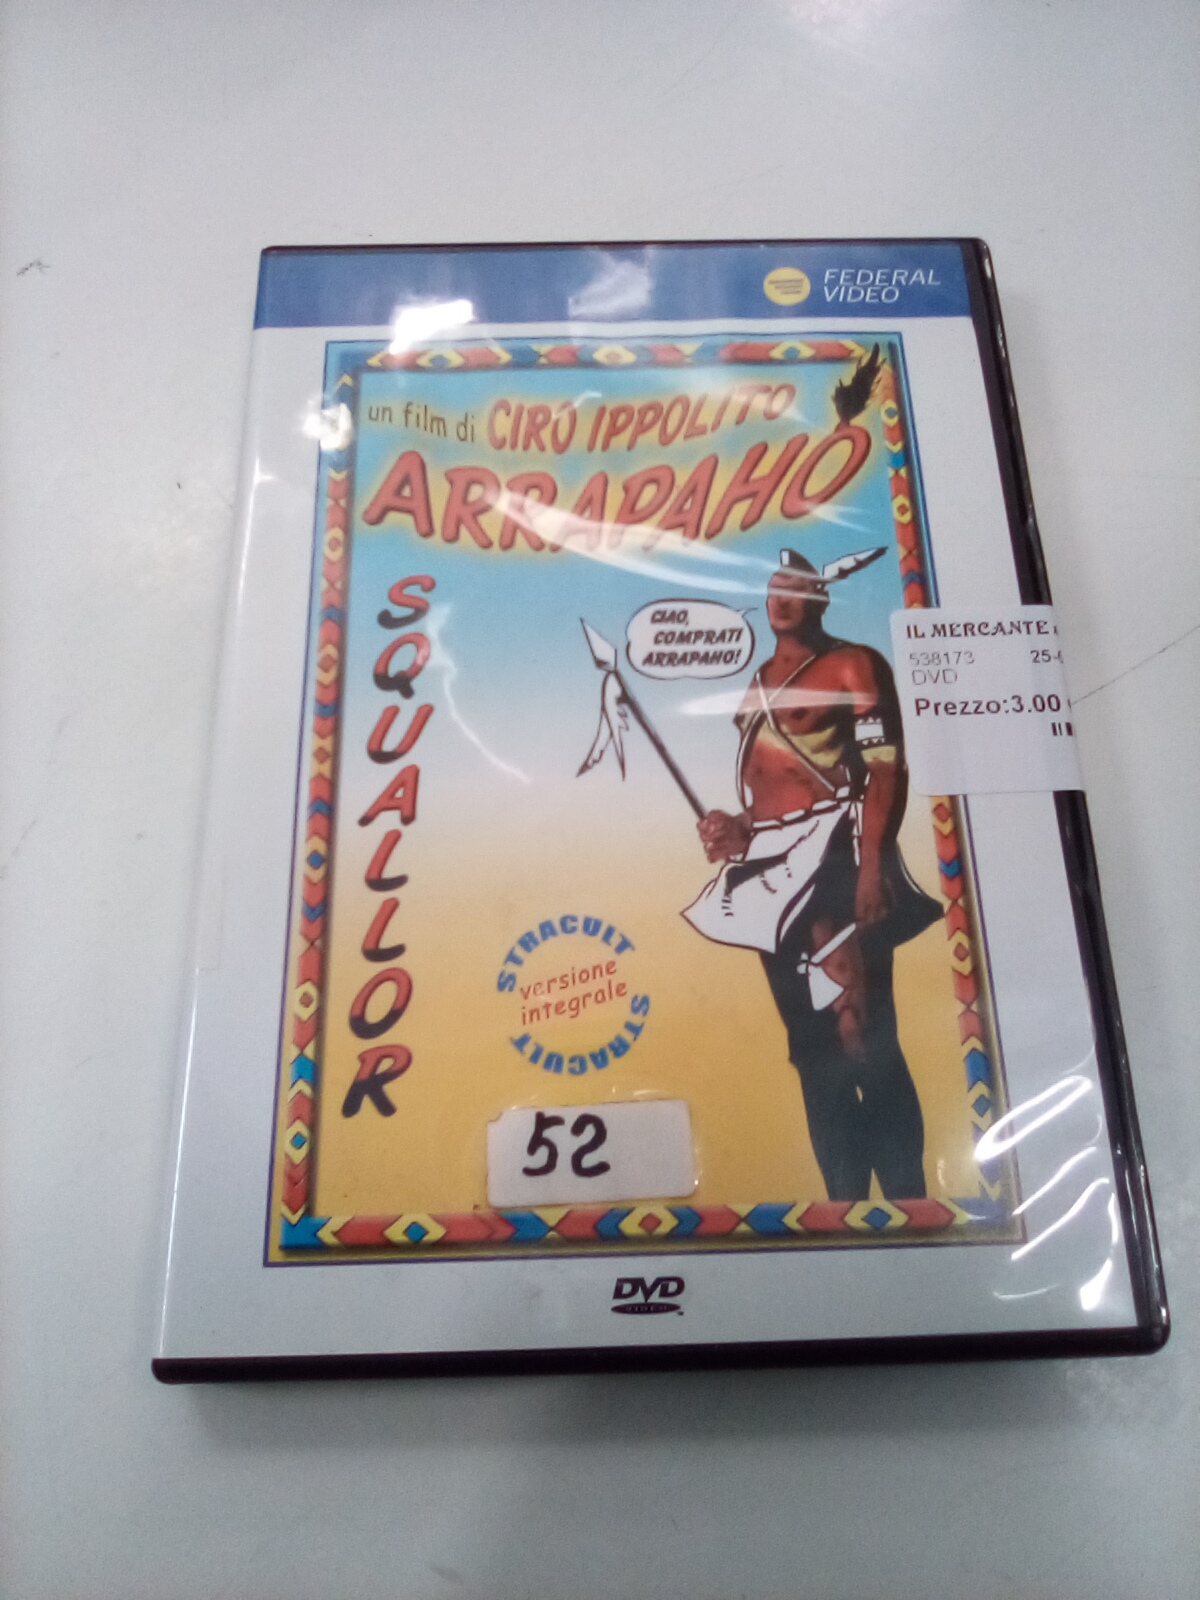 FEDERAL
VIDEO
un film di CIRO IPPOLITO
ARRAPAHO
SQUALLOR
CIAO,
COMPRATI
ARRAPAHO!
IL MERCANTE
538173 25-
DVD
Prezzo:3.00
STRACULT
versione
integrale
STRACULT
52
DVD
VIDEO